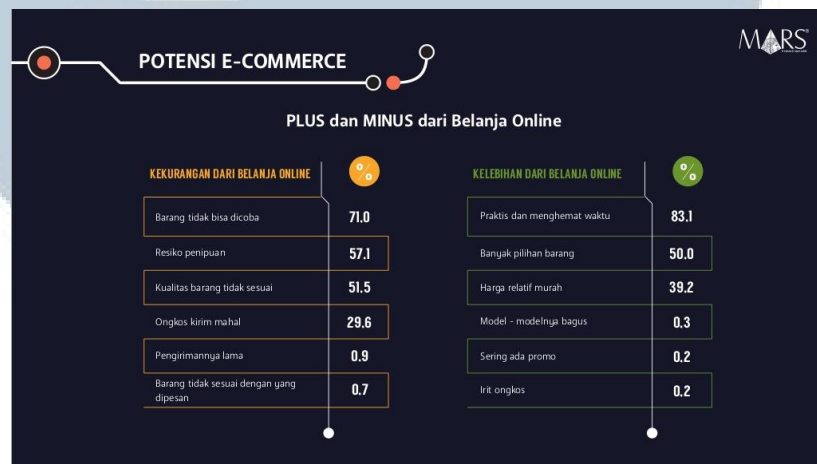 MARS
POTENSI E-COMMERCE
PLUS dan MINUS dari Belanja Online
KEKURANGAN DARI BELANJA ONLINE %
Barang tidak bisa dicoba 71.0
Resiko penipuan 57.1
Kualitas barang tidak sesuai 51.5
Ongkos kirim mahal 29.6
Pengirimannya lama 0.9
Barang tidak sesuai dengan yang
dipesan 0.7
KELEBIHAN DARI BELANJA ONLINE %
Praktis dan menghemat waktu 83.1
Banyak pilihan barang 50.0
Harga relatif murah 39.2
Model - modelnya bagus 0.3
Sering ada promo 0.2
Irit ongkos 0.2